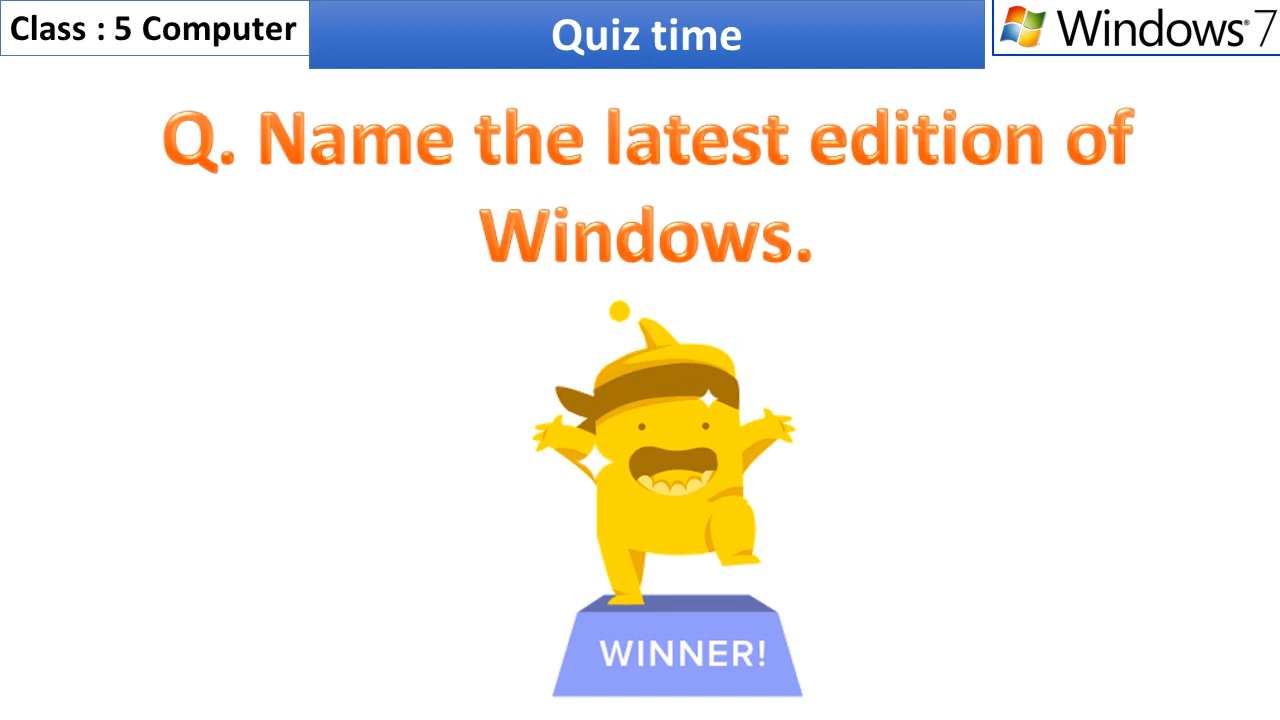 Class : 5 Computer
Quiz time
Windows® 7
Q. Name the latest edition of
Windows.
WINNER!